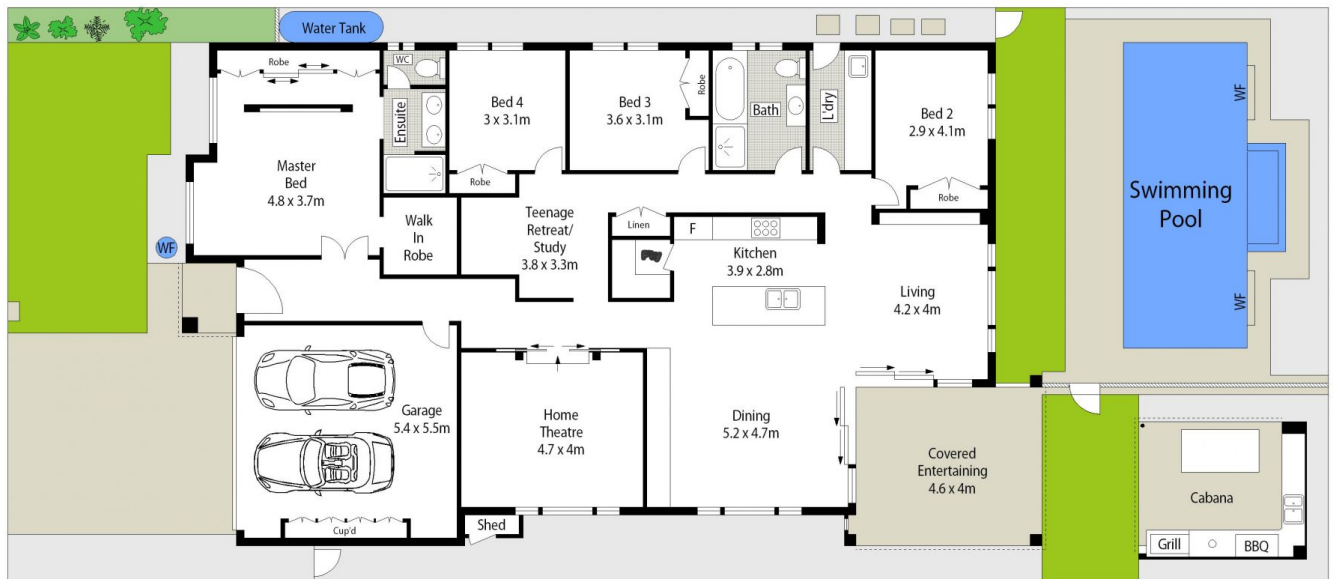 Water Tank
Robe
WC
Ensuite
Bed 4
3 x 3.1m
Robe
Bed 3
3.6 x 3.1m
Robe
Bath
L'dry
Bed 2
2.9 x 4.1m
Robe
WF
Swimming
Pool
WF
Master
Bed
4.8 x 3.7m
WF
Walk
In
Robe
Teenage
Retreat/
Study
3.8 x 3.3m
Linen
F
Kitchen
3.9 x 2.8m
Living
4.2 x 4m
Garage
5.4 x 5.5m
Cup'd
Home
Theatre
4.7 x 4m
Shed
Dining
5.2 x 4.7m
Covered
Entertaining
4.6 x 4m
Cabana
Grill
BBQ